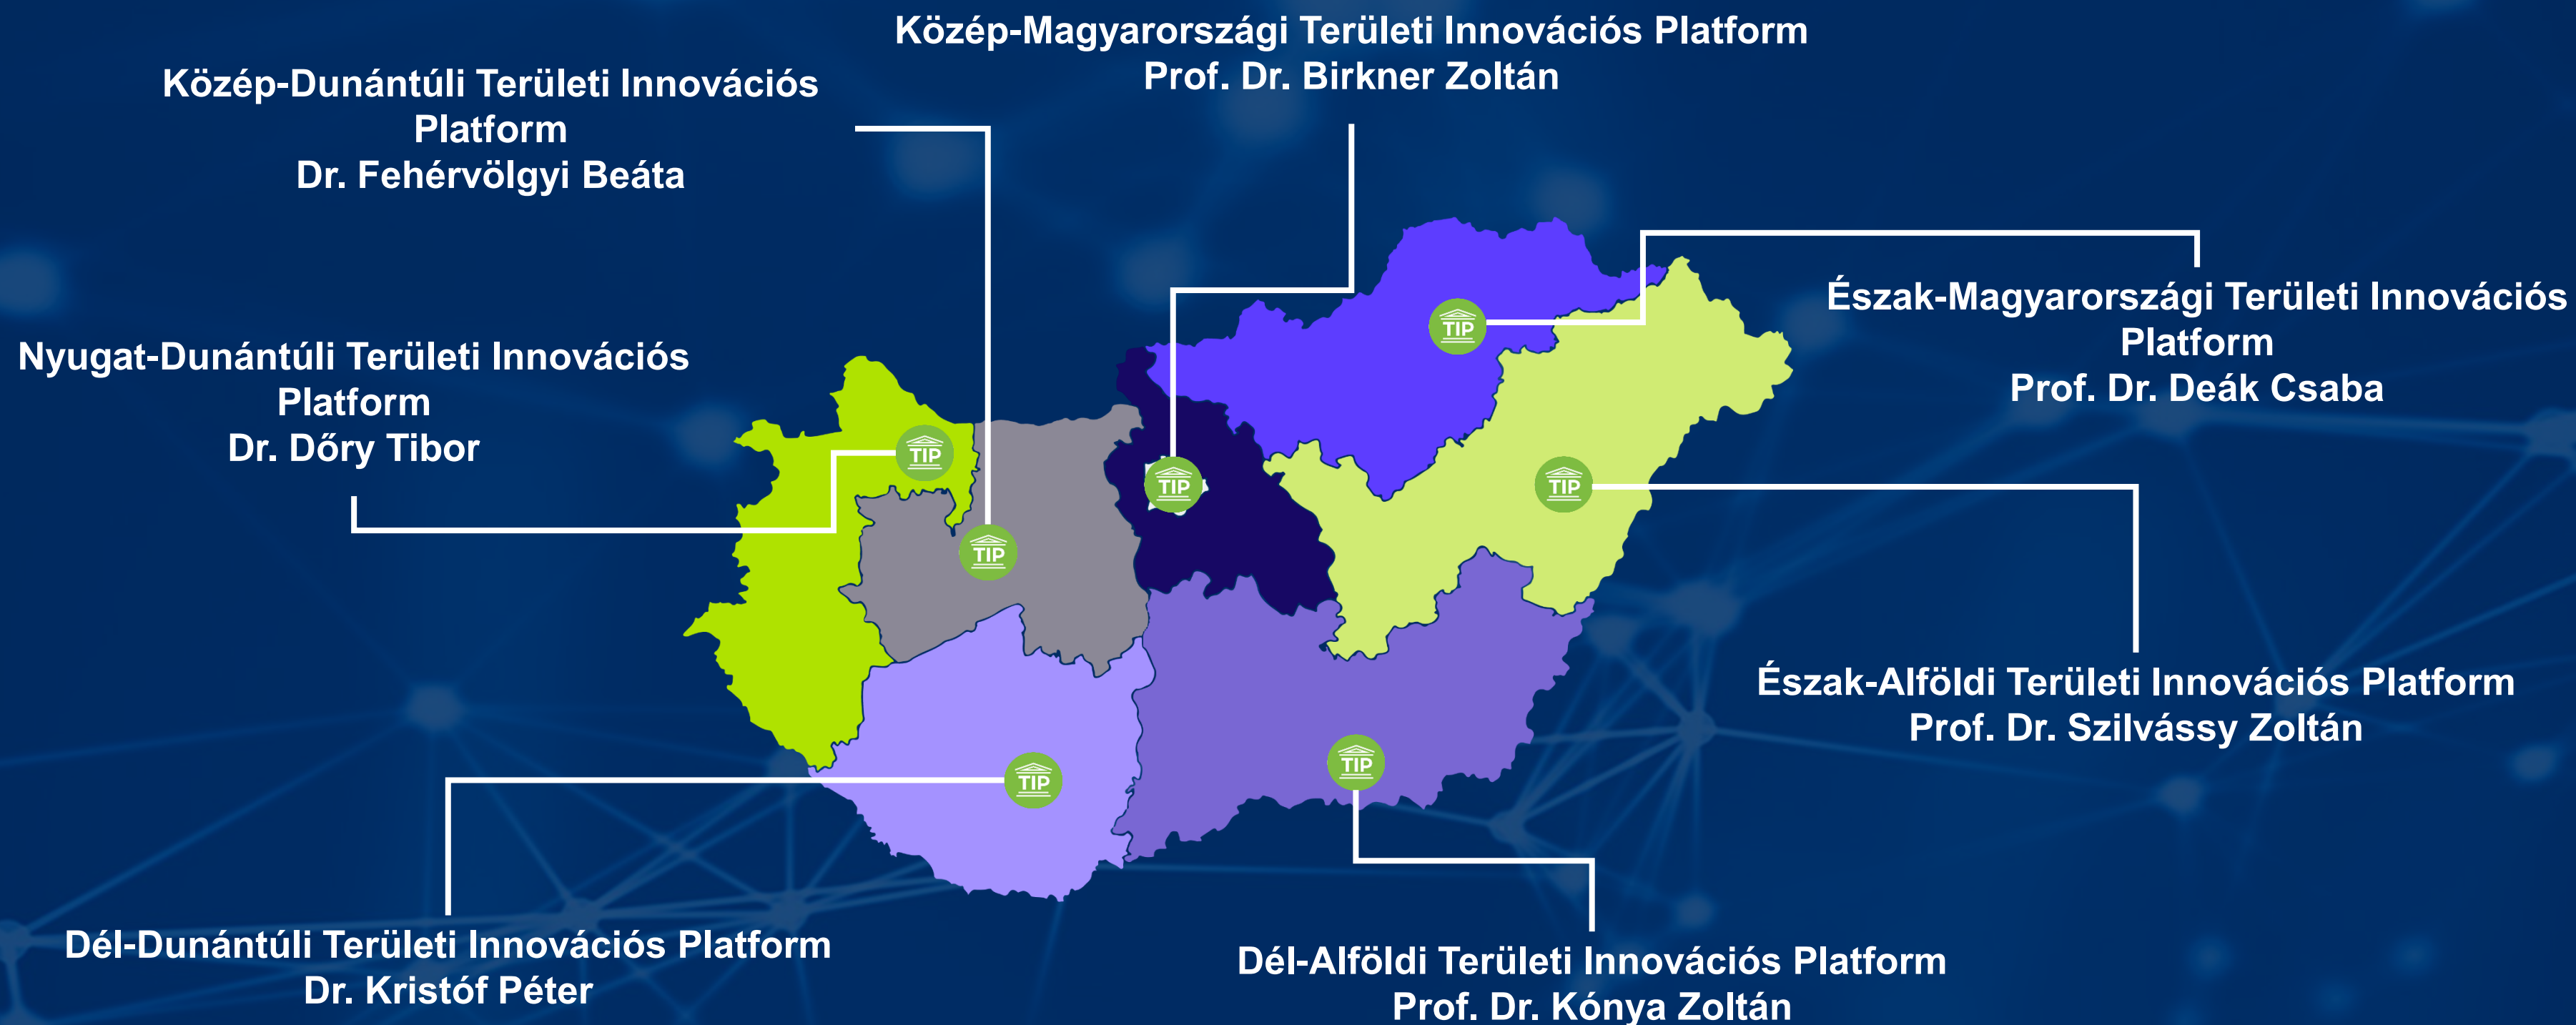 Közép-Magyarországi Területi Innovációs Platform
Prof. Dr. Birkner Zoltán
Közép-Dunántúli Területi Innovációs
Platform
Dr. Fehérvölgyi Beáta
Észak-Magyarországi Területi Innovációs
Platform
Prof. Dr. Deák Csaba
Nyugat-Dunántúli Területi Innovációs
Platform
Dr. Dőry Tibor
TIP
TIP
TIP
TIP
TIP
TIP
TIP
Észak-Alföldi Területi Innovációs Platform
Prof. Dr. Szilvássy Zoltán
Dél-Dunántúli Területi Innovációs Platform
Dr. Kristóf Péter
Dél-Alföldi Területi Innovációs Platform
Prof. Dr. Kónya Zoltán